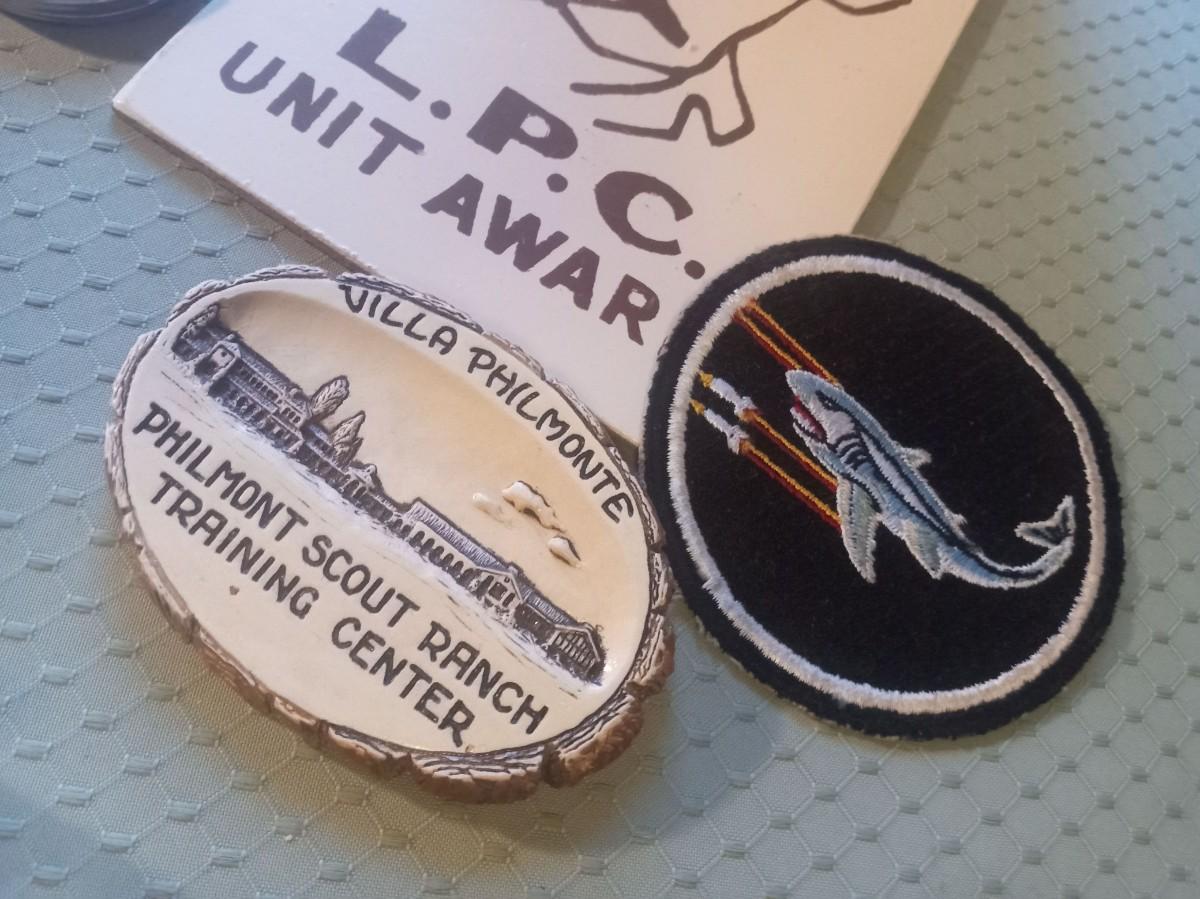 L.P.C.
UNIT AWAR
VILLA PHILMONTE
PHILMONT SCOUT RANCH
TRAINING CENTER